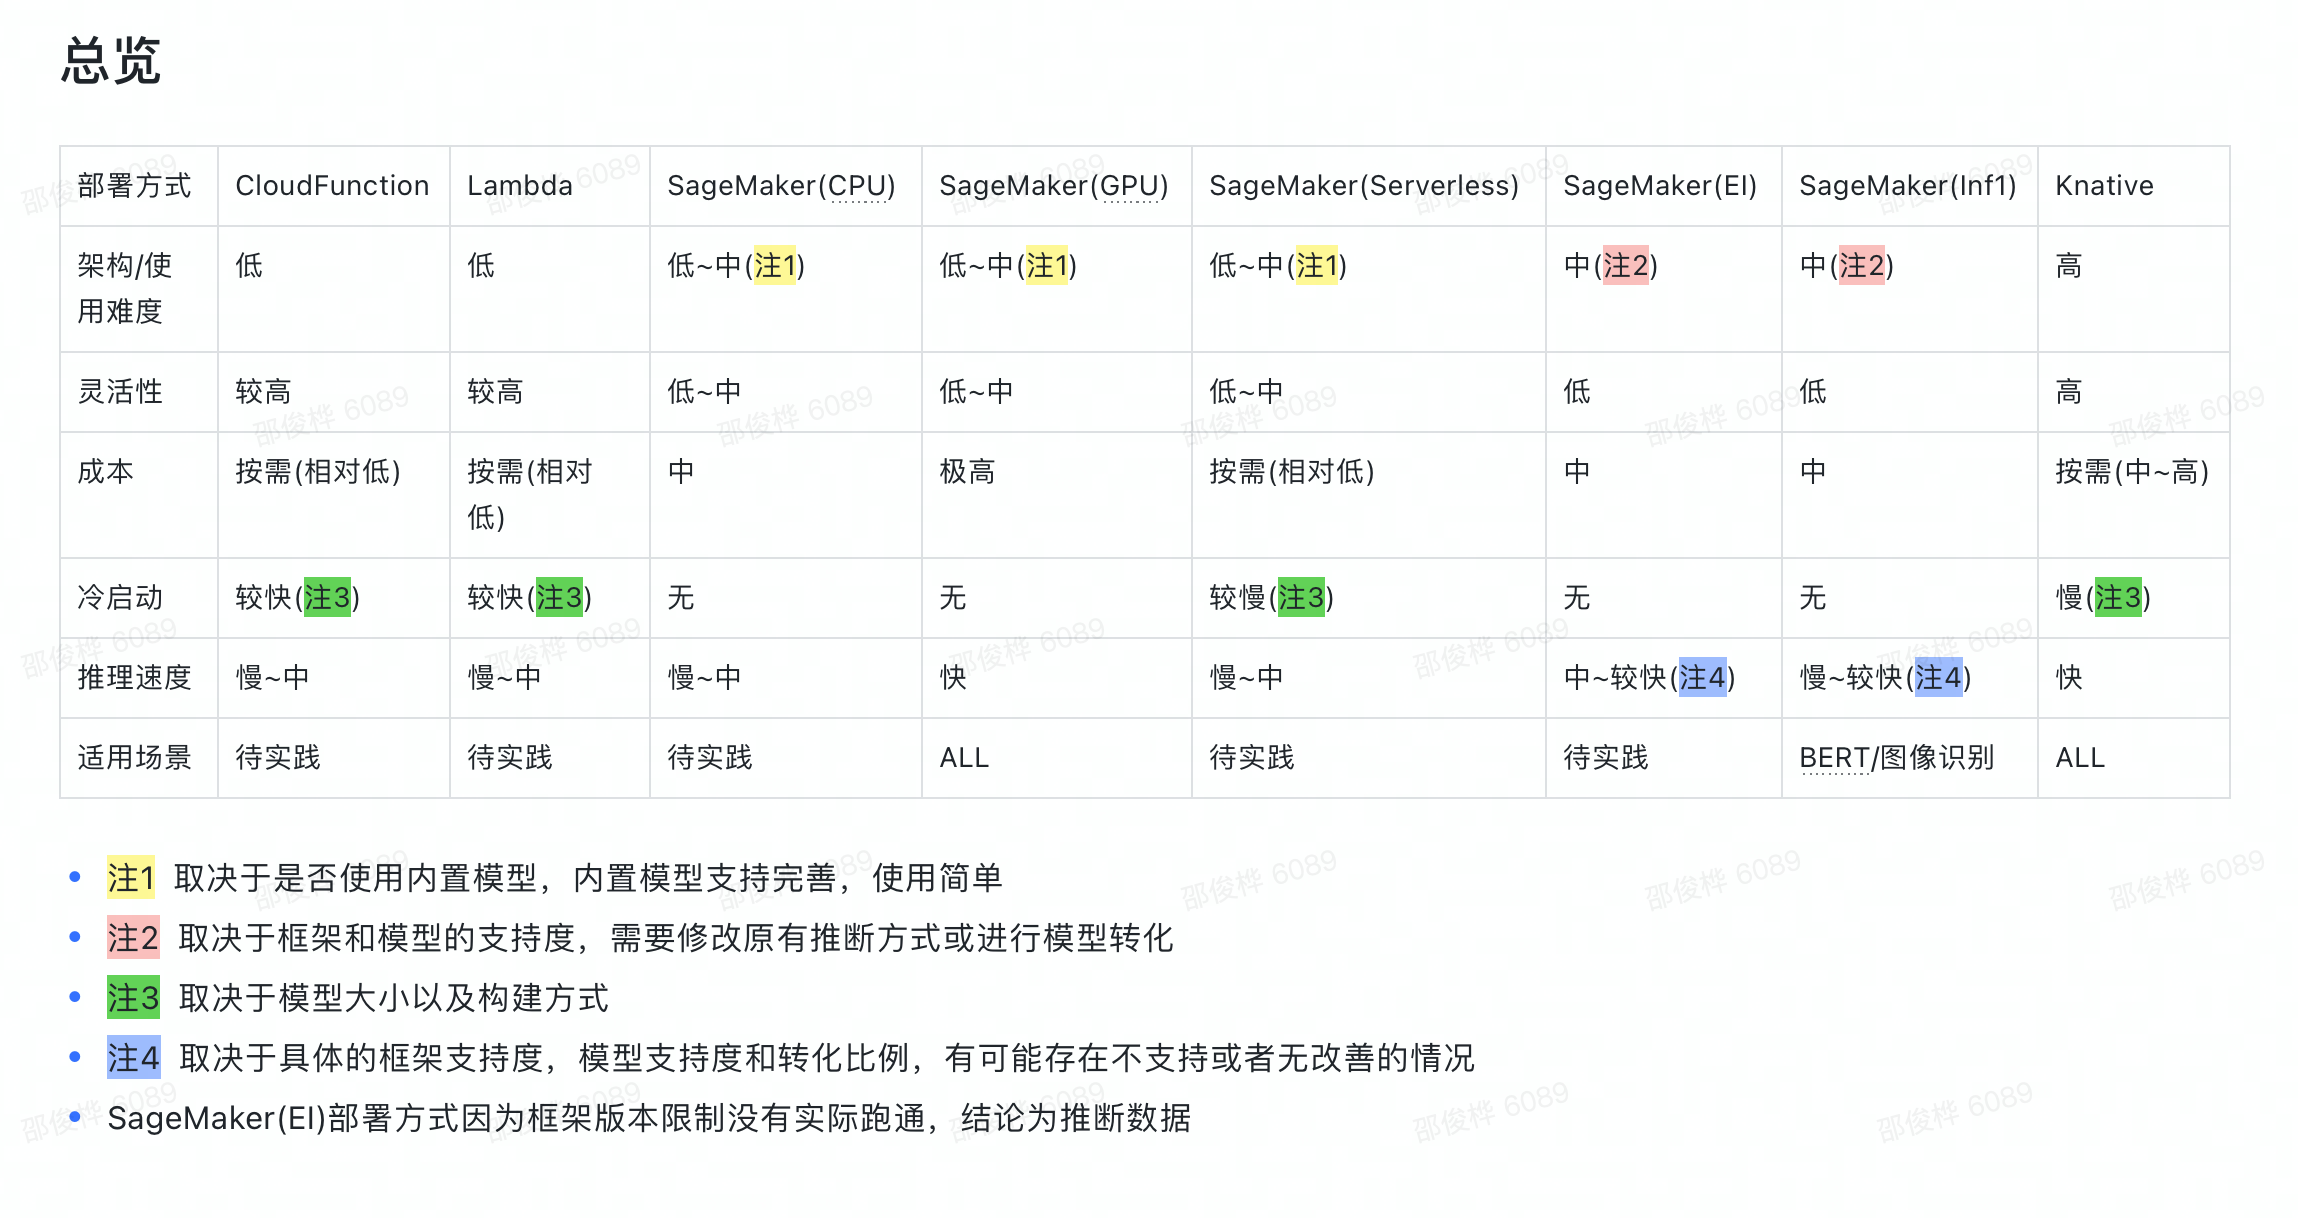 总览
部署方式 CloudFunction Lambda SageMaker(CPU) SageMaker(GPU) SageMaker(Serverless) SageMaker(EI) SageMaker(Inf1) Knative
架构/使用难度 低 低 低~中(注1) 低~中(注1) 低~中(注1) 中(注2) 中(注2) 高
灵活性 较高 较高 低~中 低~中 低~中 低 低 高
成本 按需(相对低) 按需(相对低) 中 极高 按需(相对低) 中 中 按需(中~高)
冷启动 较快(注3) 较快(注3) 无 无 较慢(注3) 无 无 慢(注3)
推理速度 慢~中 慢~中 慢~中 快 慢~中 中~较快(注4) 慢~较快(注4) 快
适用场景 待实践 待实践 待实践 ALL 待实践 待实践 BERT/图像识别 ALL
注1 取决于是否使用内置模型，内置模型支持完善，使用简单
注2 取决于框架和模型的支持度，需要修改原有推断方式或进行模型转化
注3 取决于模型大小以及构建方式
注4 取决于具体的框架支持度，模型支持度和转化比例，有可能存在不支持或者无改善的情况
SageMaker(EI)部署方式因为框架版本限制没有实际跑通，结论为推断数据
邵俊桦 6089